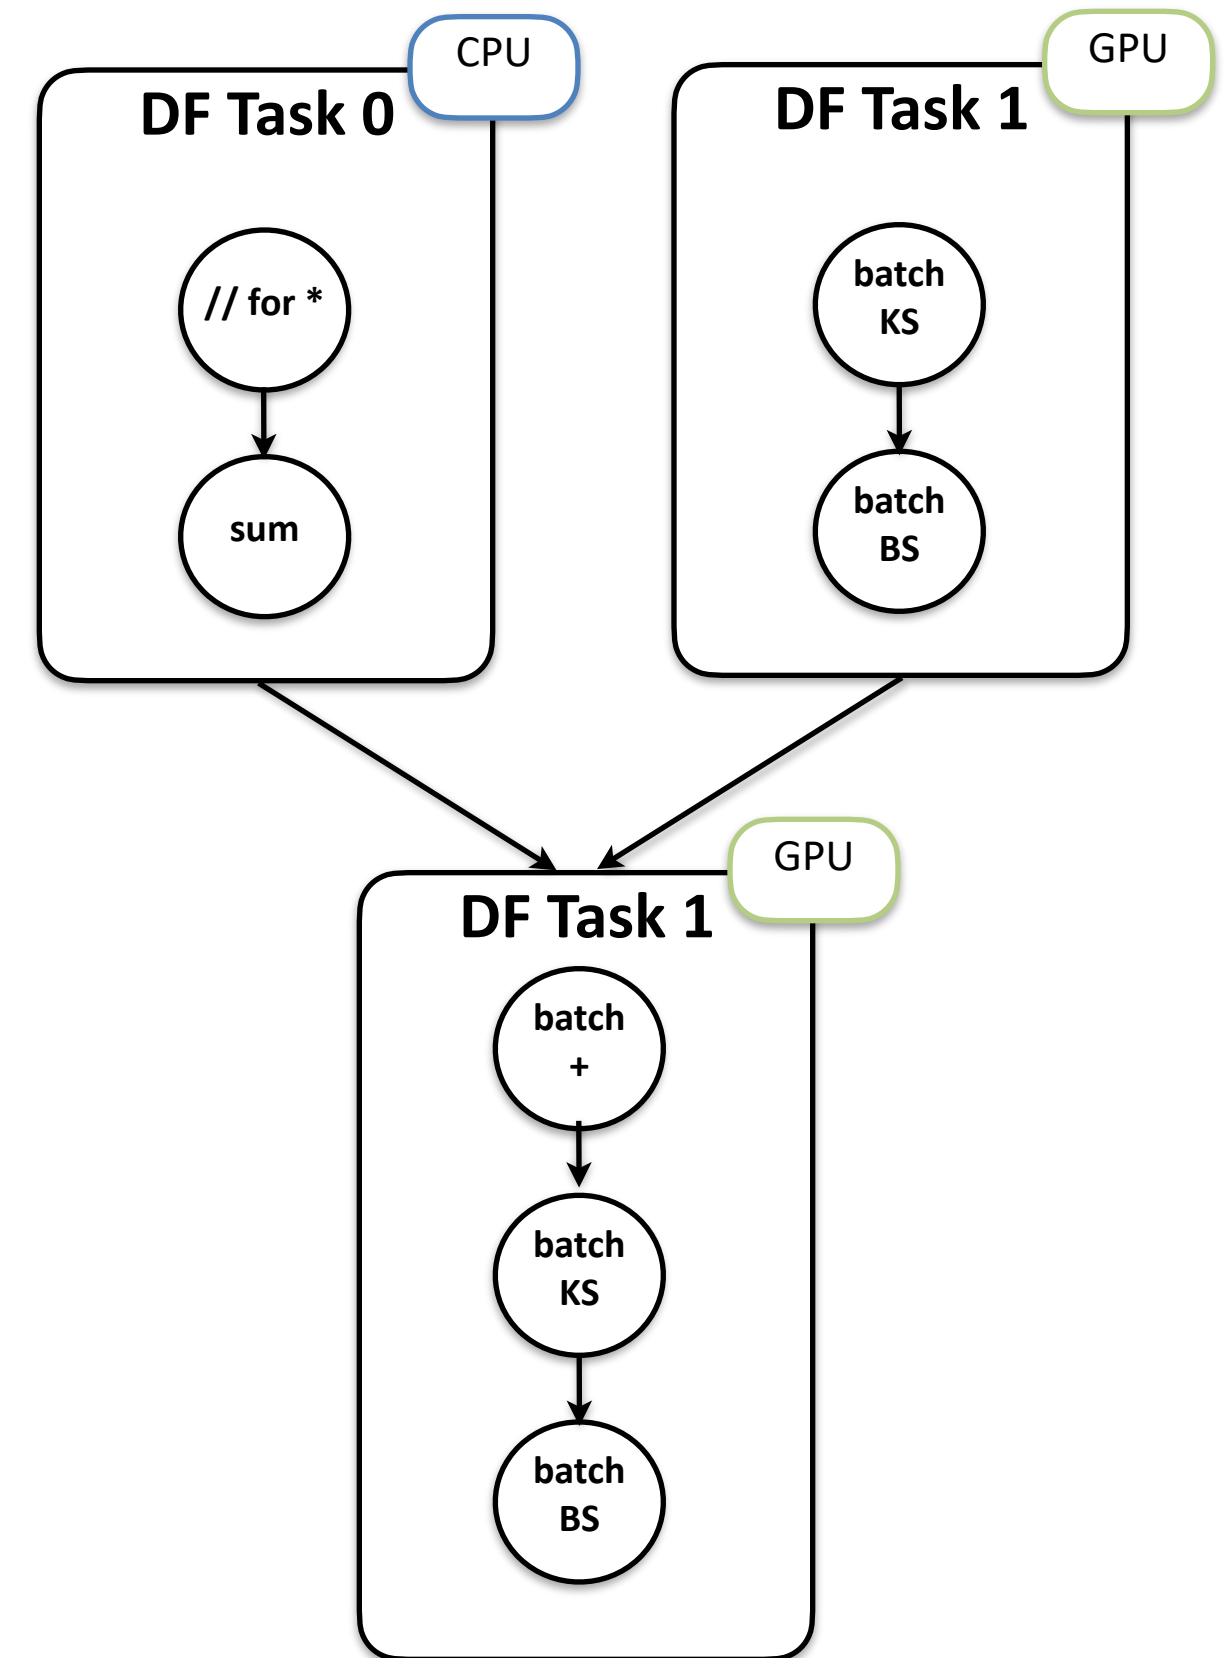 CPU
DF Task 0
// for *
sum
GPU
DF Task 1
batch
KS
batch
BS
GPU
DF Task 1
batch
+
batch
KS
batch
BS